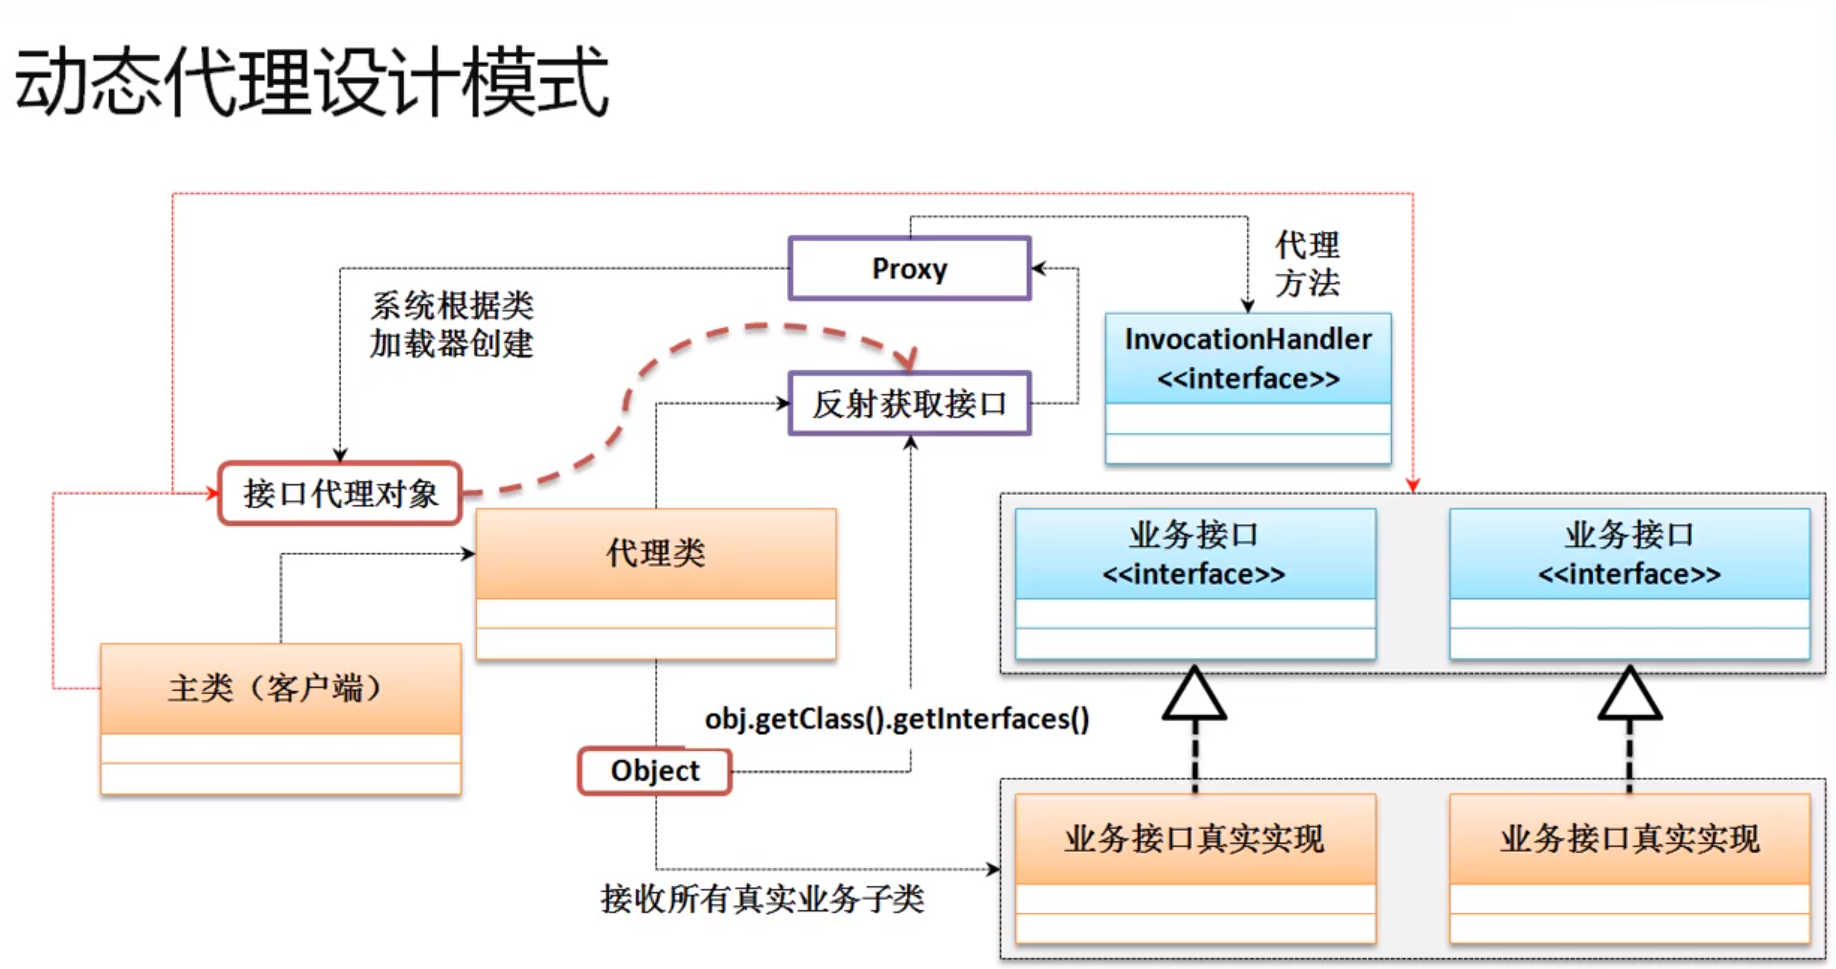 动态代理设计模式
Proxy
代理
方法
系统根据类
加载器创建
InvocationHandler
<<interface>>
反射获取接口
接口代理对象
代理类
业务接口
<<interface>>
业务接口
<<interface>>
主类（客户端）
obj.getClass().getInterfaces()
Object
业务接口真实实现
业务接口真实实现
接收所有真实业务子类